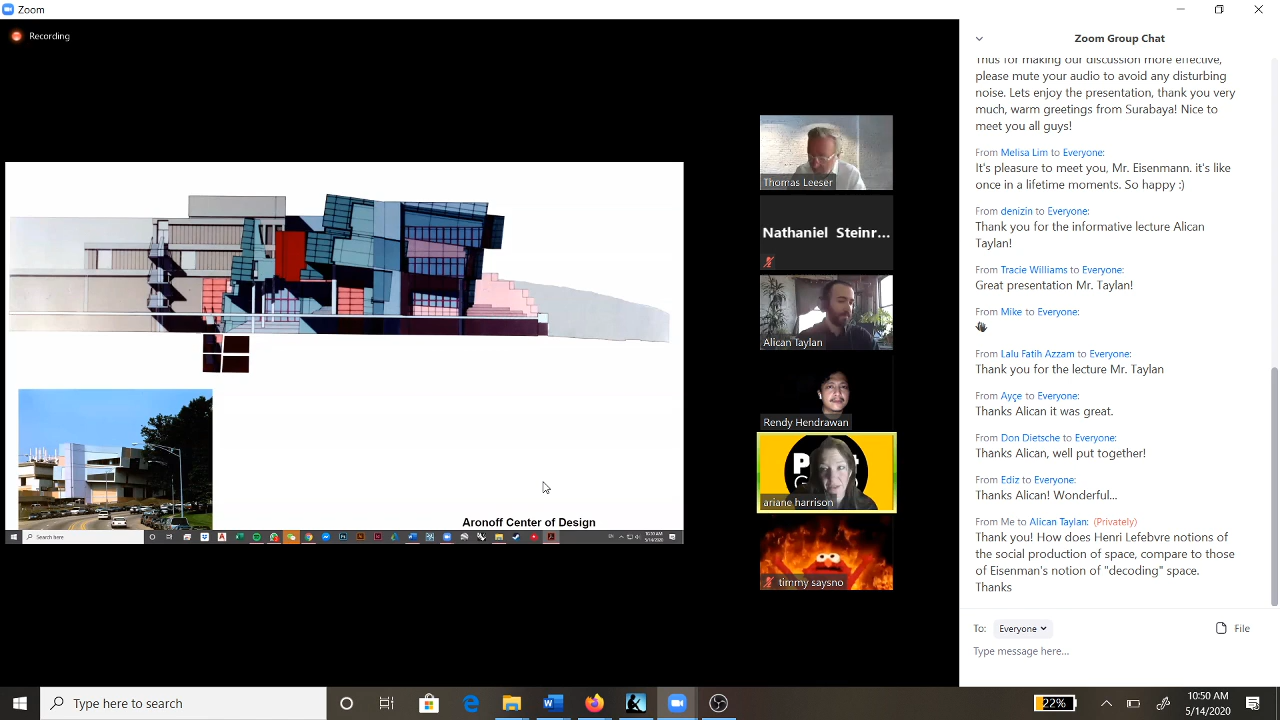 Zoom
Recording
Thomas Leeser
Nathaniel Steinr...
Alican Taylan
Rendy Hendrawan
ariane harrison
timmy saysno
Aronoff Center of Design
Search here
10:50 AM
5/14/2020
Zoom Group Chat
Thus for making our discussion more effective,
please mute your audio to avoid any disturbing
noise. Lets enjoy the presentation, thank you very
much, warm greetings from Surabaya! Nice to
meet you all guys!
From Melisa Lim to Everyone:
It's pleasure to meet you, Mr. Eisenmann. it's like
once in a lifetime moments. So happy :)
From denizin to Everyone:
Thank you for the informative lecture Alican
Taylan!
From Tracie Williams to Everyone:
Great presentation Mr. Taylan!
From Mike to Everyone:
From Lalu Fatih Azzam to Everyone:
Thank you for the lecture Mr. Taylan
From Ayçe to Everyone:
Thanks Alican it was great.
From Don Dietsche to Everyone:
Thanks Alican, well put together!
From Ediz to Everyone:
Thanks Alican! Wonderful...
From Me to Alican Taylan: (Privately)
Thank you! How does Henri Lefebvre notions of
the social production of space, compare to those
of Eisenman's notion of "decoding" space.
Thanks
To: Everyone
File
Type message here...
Type here to search
22%
10:50 AM
5/14/2020